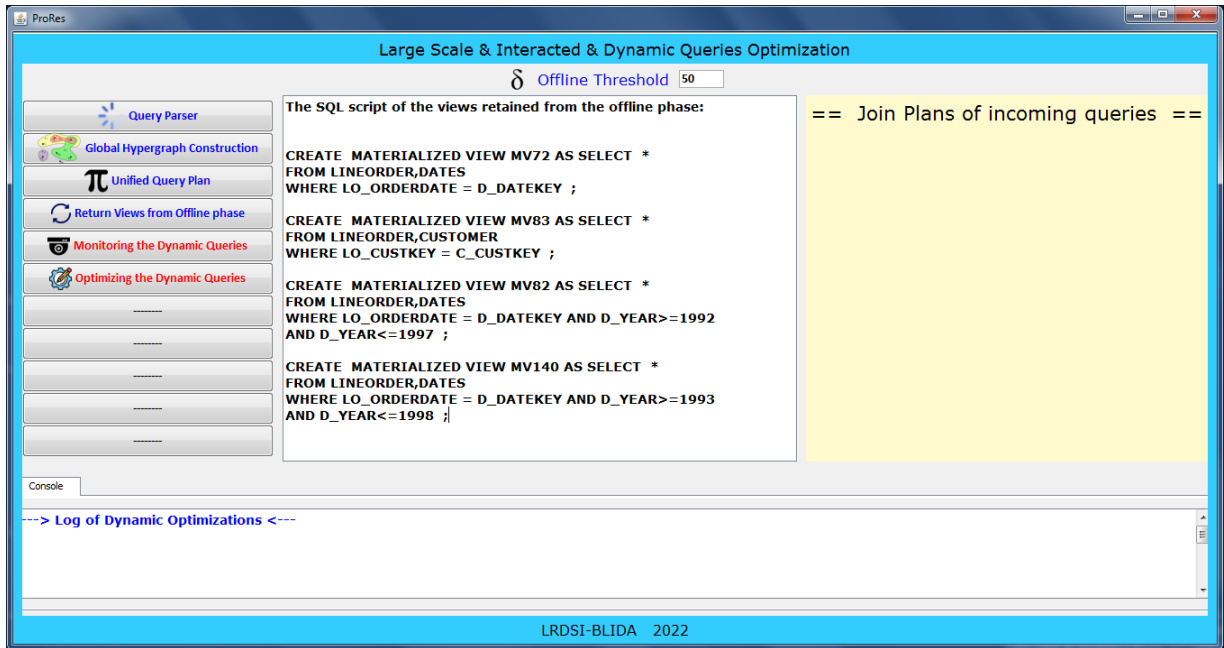 ProRes
Large Scale & Interacted & Dynamic Queries Optimization
δ Offline Threshold 50
Query Parser
Global Hypergraph Construction
π Unified Query Plan
Return Views from Offline phase
Monitoring the Dynamic Queries
Optimizing the Dynamic Queries
--------
--------
--------
--------
--------
The SQL script of the views retained from the offline phase:
CREATE MATERIALIZED VIEW MV72 AS SELECT *
FROM LINEORDER,DATES
WHERE LO_ORDERDATE = D_DATEKEY ;
CREATE MATERIALIZED VIEW MV83 AS SELECT *
FROM LINEORDER,CUSTOMER
WHERE LO_CUSTKEY = C_CUSTKEY ;
CREATE MATERIALIZED VIEW MV82 AS SELECT *
FROM LINEORDER,DATES
WHERE LO_ORDERDATE = D_DATEKEY AND D_YEAR>=1992
AND D_YEAR<=1997 ;
CREATE MATERIALIZED VIEW MV140 AS SELECT *
FROM LINEORDER,DATES
WHERE LO_ORDERDATE = D_DATEKEY AND D_YEAR>=1993
AND D_YEAR<=1998 ;
== Join Plans of incoming queries ==
Console
---> Log of Dynamic Optimizations <---
LRDSI-BLIDA 2022